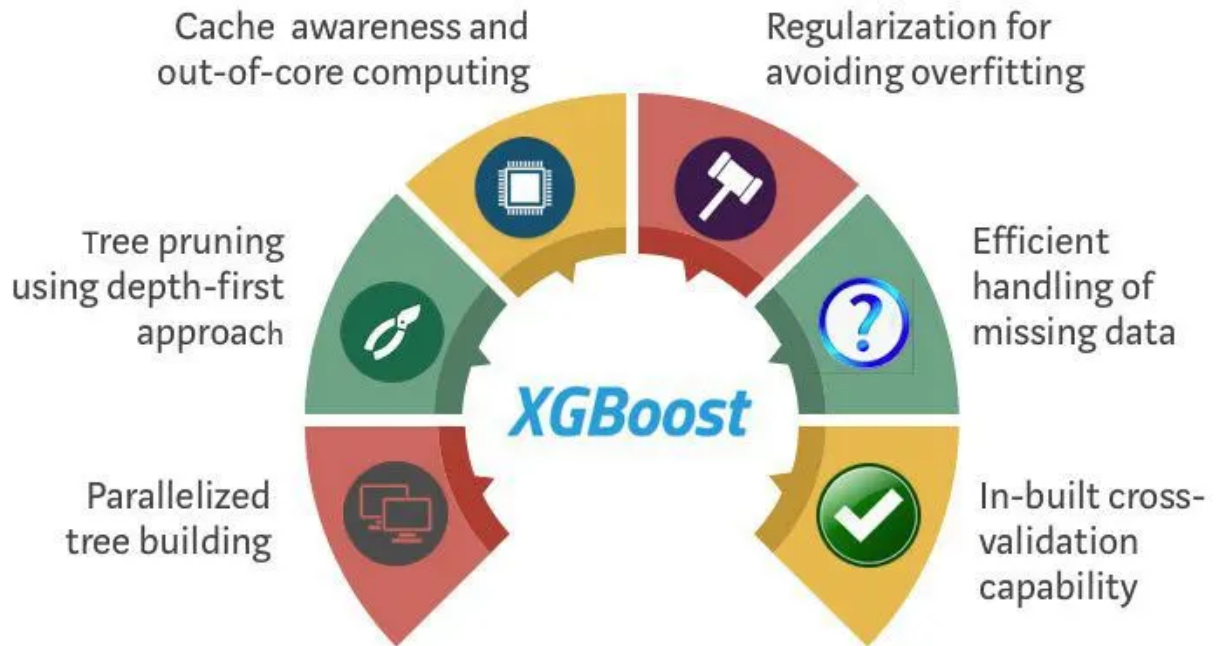 Cache awareness and
out-of-core computing
Regularization for
avoiding overfitting
Tree pruning
using depth-first
approach
Efficient
handling of
missing data
XGBoost
Parallelized
tree building
In-built cross-
validation
capability